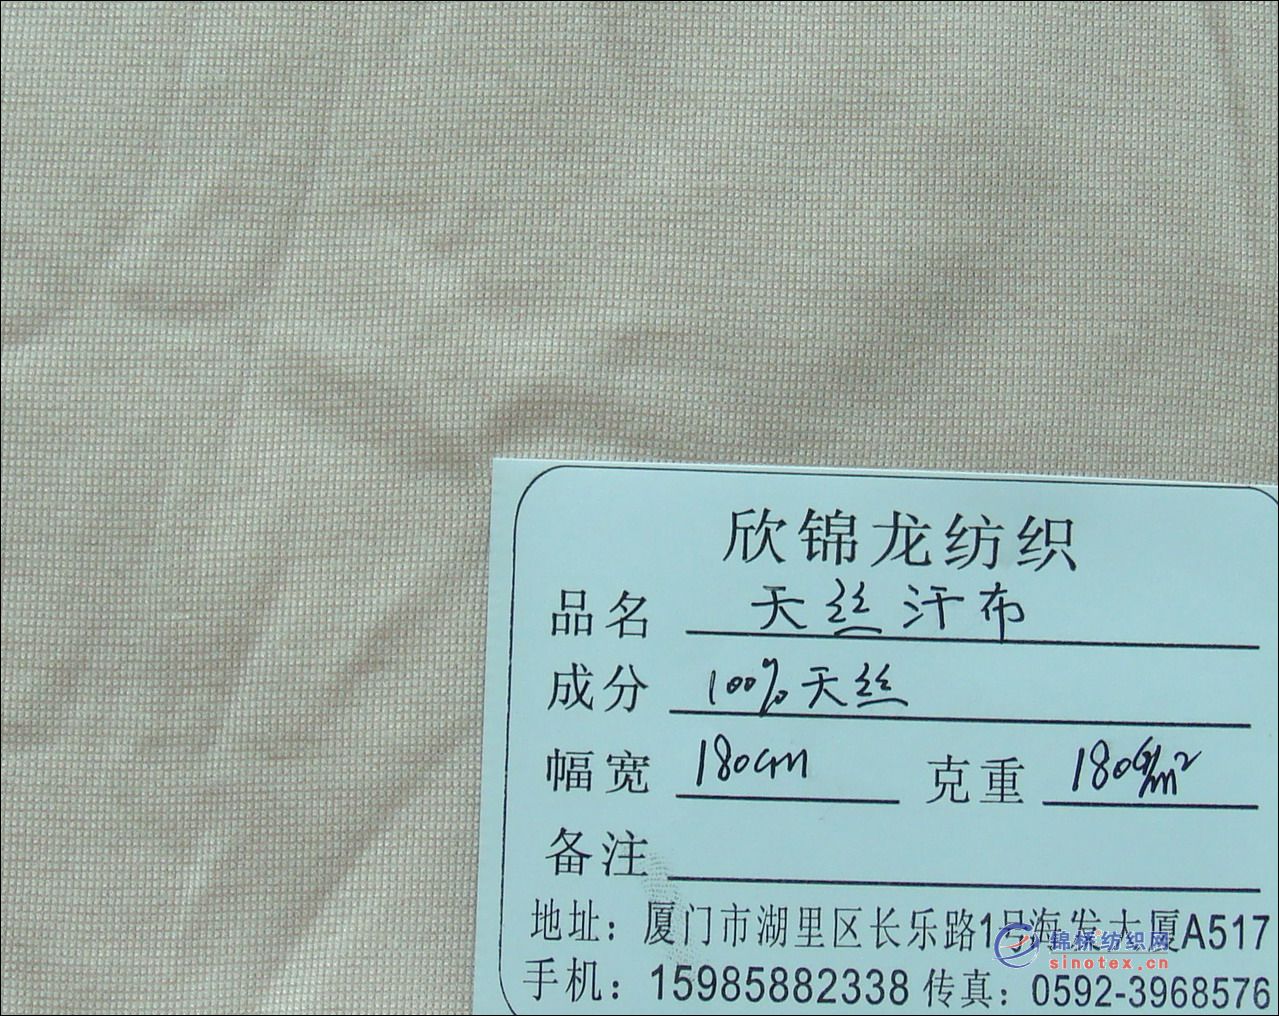 欣锦龙纺织
品名 天丝汗布
成分 100%天丝
幅宽 180cm 克重 180g/m²
备注
地址：厦门市湖里区长乐路1号海发大厦A517
手机：15985882338 传真：0592-3968576
锦桥纺织网
sinotex.cn